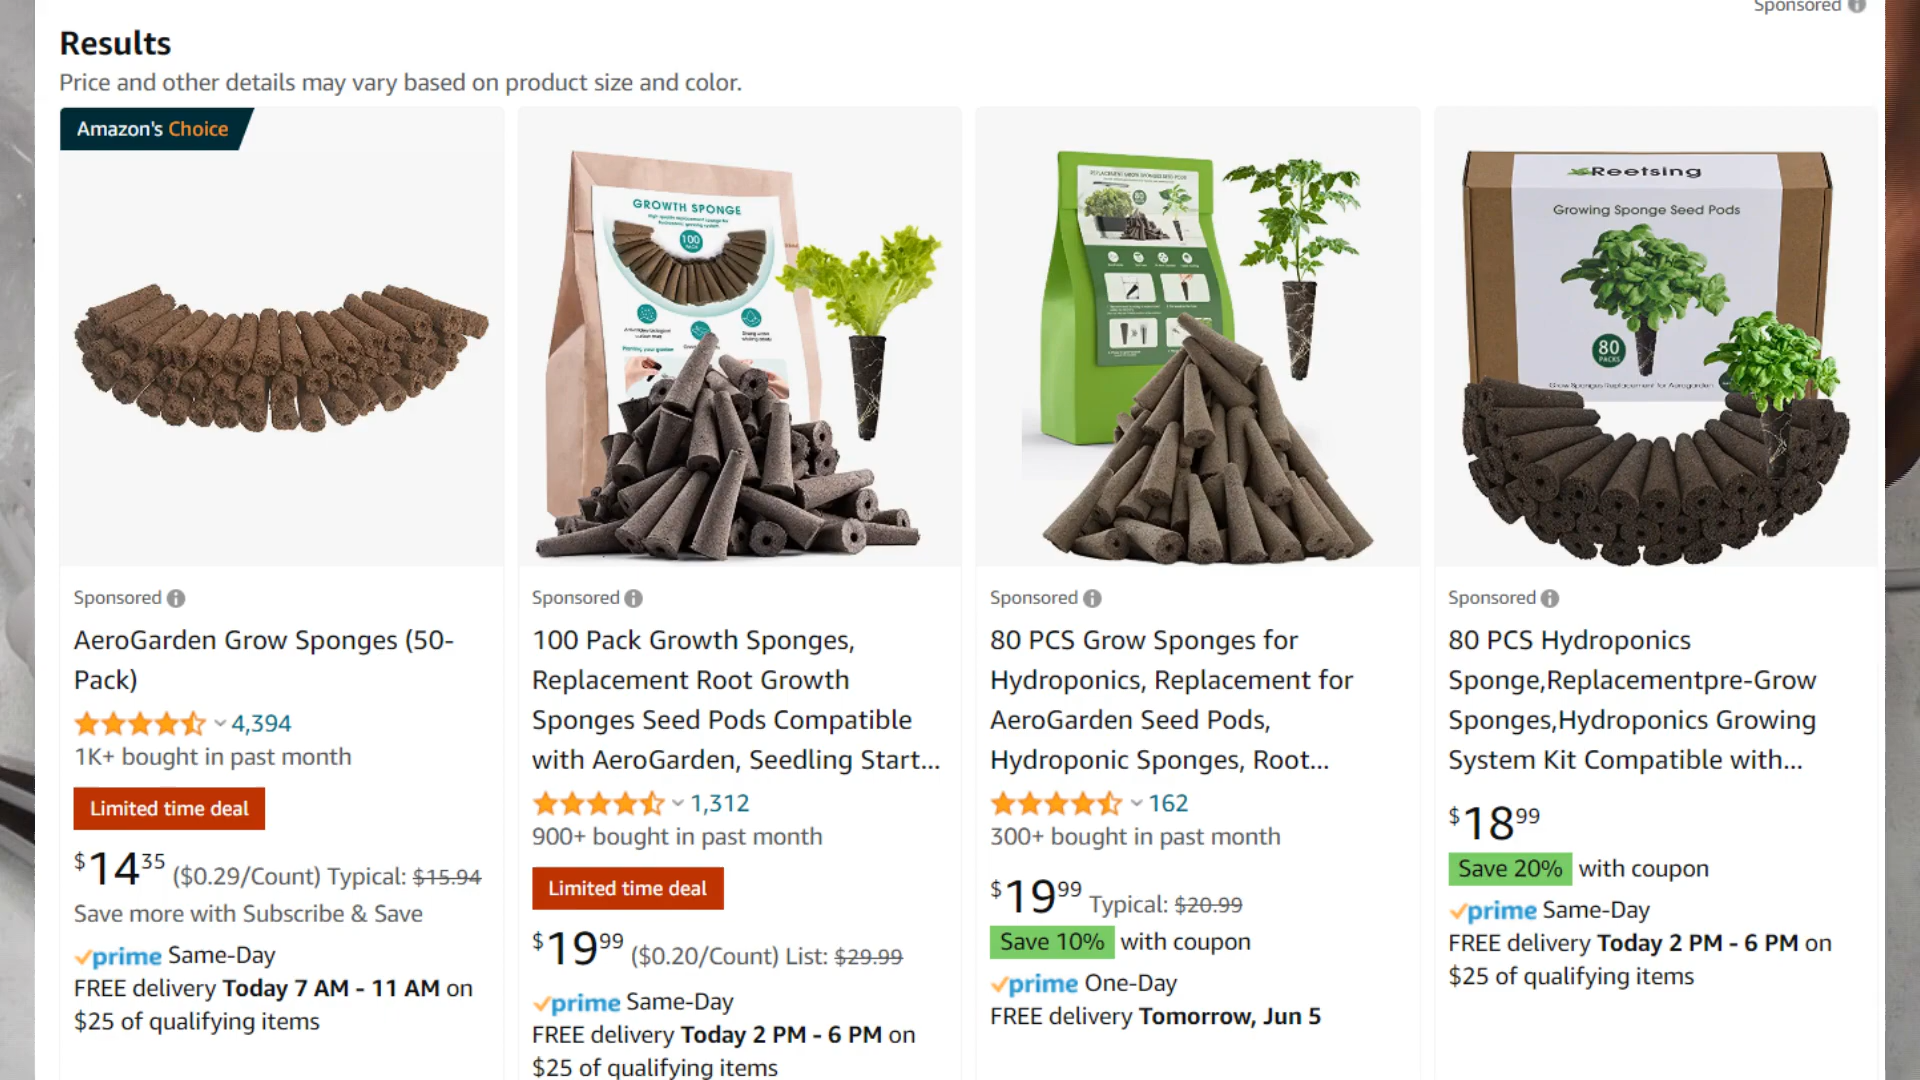 Sponsored
Results
Price and other details may vary based on product size and color.
Amazon's Choice
Sponsored
AeroGarden Grow Sponges (50-
Pack)
4,394
1K+ bought in past month
Limited time deal
$14 35 ($0.29/Count) Typical: $15.94
Save more with Subscribe & Save
prime Same-Day
FREE delivery Today 7 AM - 11 AM on
$25 of qualifying items
GROWTH SPONGE
100
PACK
Sponsored
100 Pack Growth Sponges,
Replacement Root Growth
Sponges Seed Pods Compatible
with AeroGarden, Seedling Start...
1,312
900+ bought in past month
Limited time deal
$19 99 ($0.20/Count) List: $29.99
prime Same-Day
FREE delivery Today 2 PM - 6 PM on
$25 of qualifying items
Sponsored
80 PCS Grow Sponges for
Hydroponics, Replacement for
AeroGarden Seed Pods,
Hydroponic Sponges, Root...
162
300+ bought in past month
$19 99 Typical: $20.99
Save 10% with coupon
prime One-Day
FREE delivery Tomorrow, Jun 5
Reetsing
Growing Sponge Seed Pods
80
PACKS
Grow Sponges Replacement for Aerogarden
Sponsored
80 PCS Hydroponics
Sponge,Replacementpre-Grow
Sponges,Hydroponics Growing
System Kit Compatible with...
$18 99
Save 20% with coupon
prime Same-Day
FREE delivery Today 2 PM - 6 PM on
$25 of qualifying items